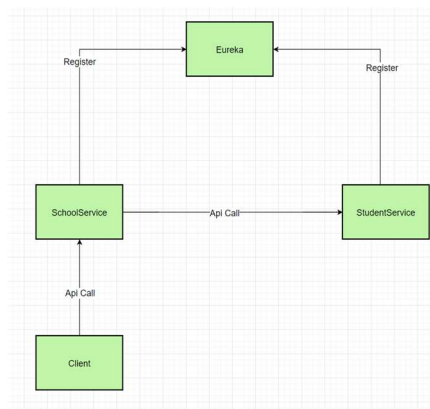 Eureka
Register
Register
SchoolService
Api Call
StudentService
Api Call
Client